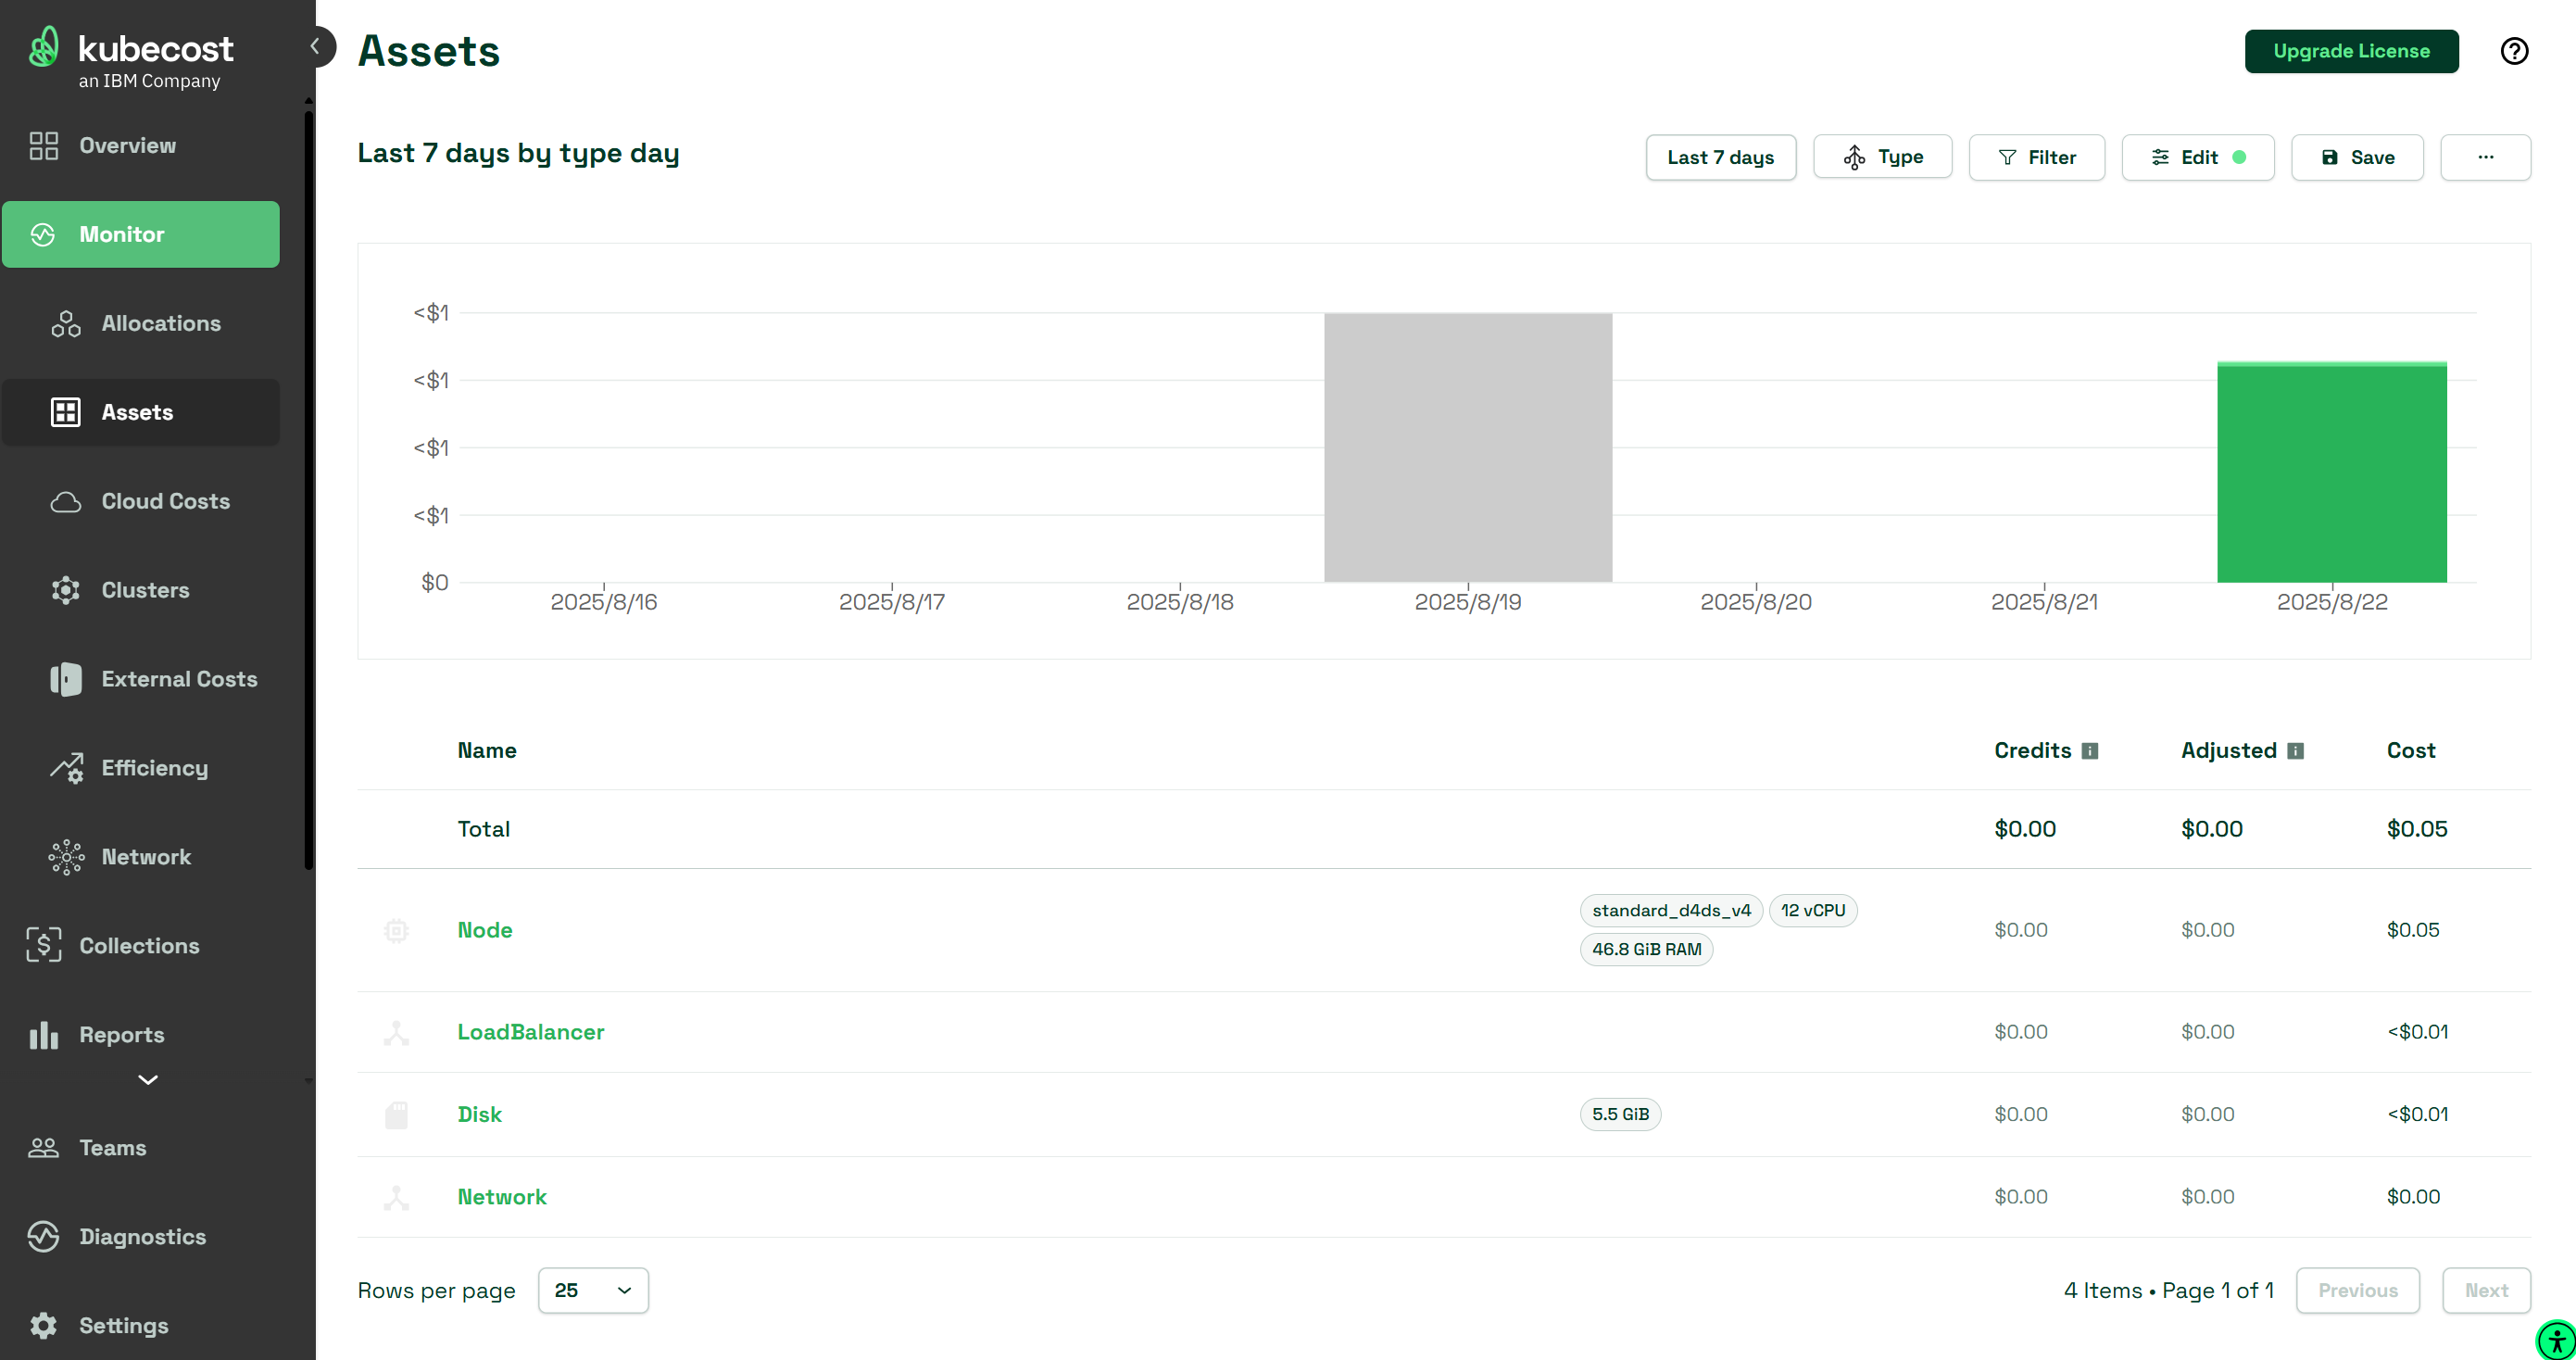 kubecost
an IBM Company
Overview
Monitor
Allocations
Assets
Cloud Costs
Clusters
External Costs
Efficiency
Network
Collections
Reports
Teams
Diagnostics
Settings
Assets
Upgrade License
Last 7 days by type day
Last 7 days
Type
Filter
Edit
Save
...
<$1
<$1
<$1
<$1
$0
2025/8/16 2025/8/17 2025/8/18 2025/8/19 2025/8/20 2025/8/21 2025/8/22
Name Credits Adjusted Cost
Total $0.00 $0.00 $0.05
Node standard_d4ds_v4 12 vCPU 46.8 GiB RAM $0.00 $0.00 $0.05
LoadBalancer $0.00 $0.00 <$0.01
Disk 5.5 GiB $0.00 $0.00 <$0.01
Network $0.00 $0.00 $0.00
Rows per page 25 4 Items • Page 1 of 1 Previous Next